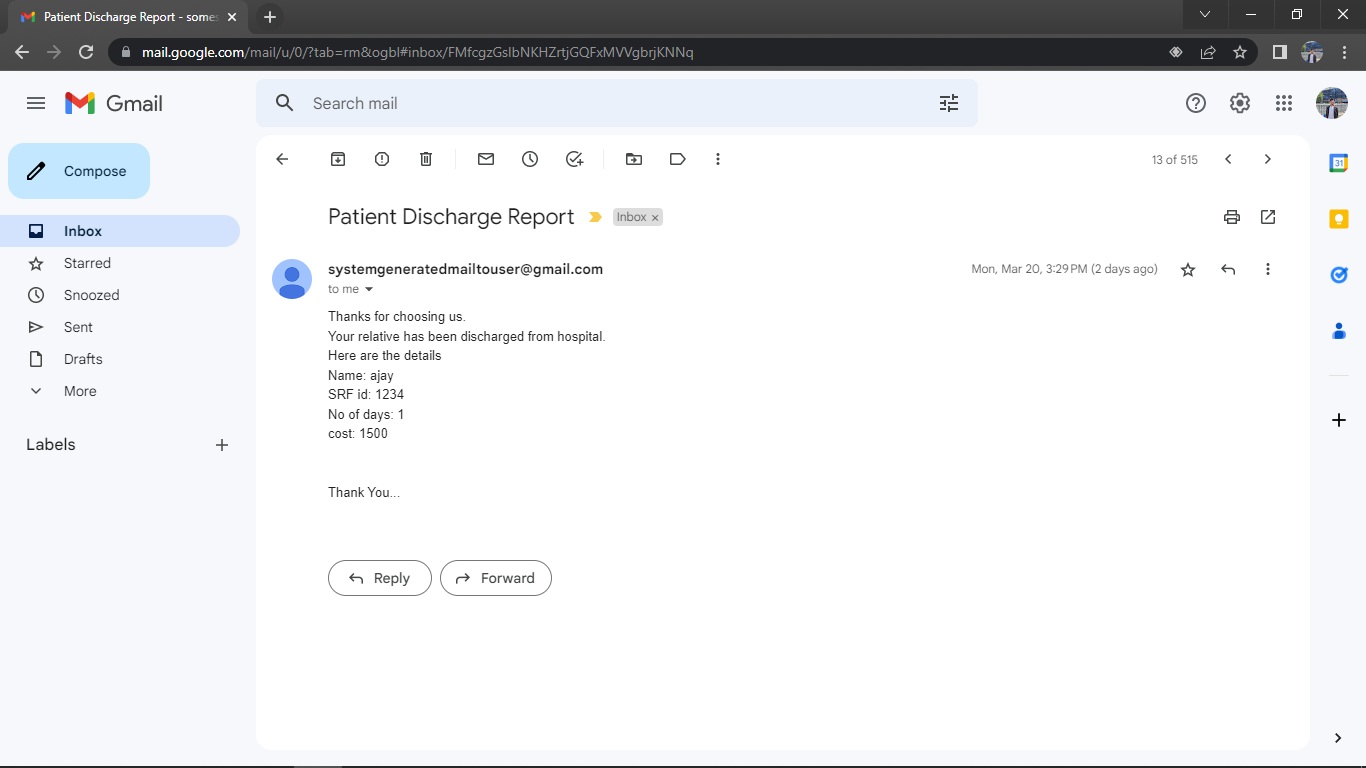 Patient Discharge Report - somes
mail.google.com/mail/u/0/?tab=rm&ogbl#inbox/FMfcgzGslbNKHZrtjGQFxMVVgbrjKNNq
Gmail
Search mail
Compose
13 of 515
Patient Discharge Report
Inbox ×
Inbox
systemgeneratedmailtouser@gmail.com
Mon, Mar 20, 3:29 PM (2 days ago)
to me
Starred
Snoozed
Sent
Drafts
More
Labels
Thanks for choosing us.
Your relative has been discharged from hospital.
Here are the details
Name: ajay
SRF id: 1234
No of days: 1
cost: 1500
Thank You...
Reply
Forward
31